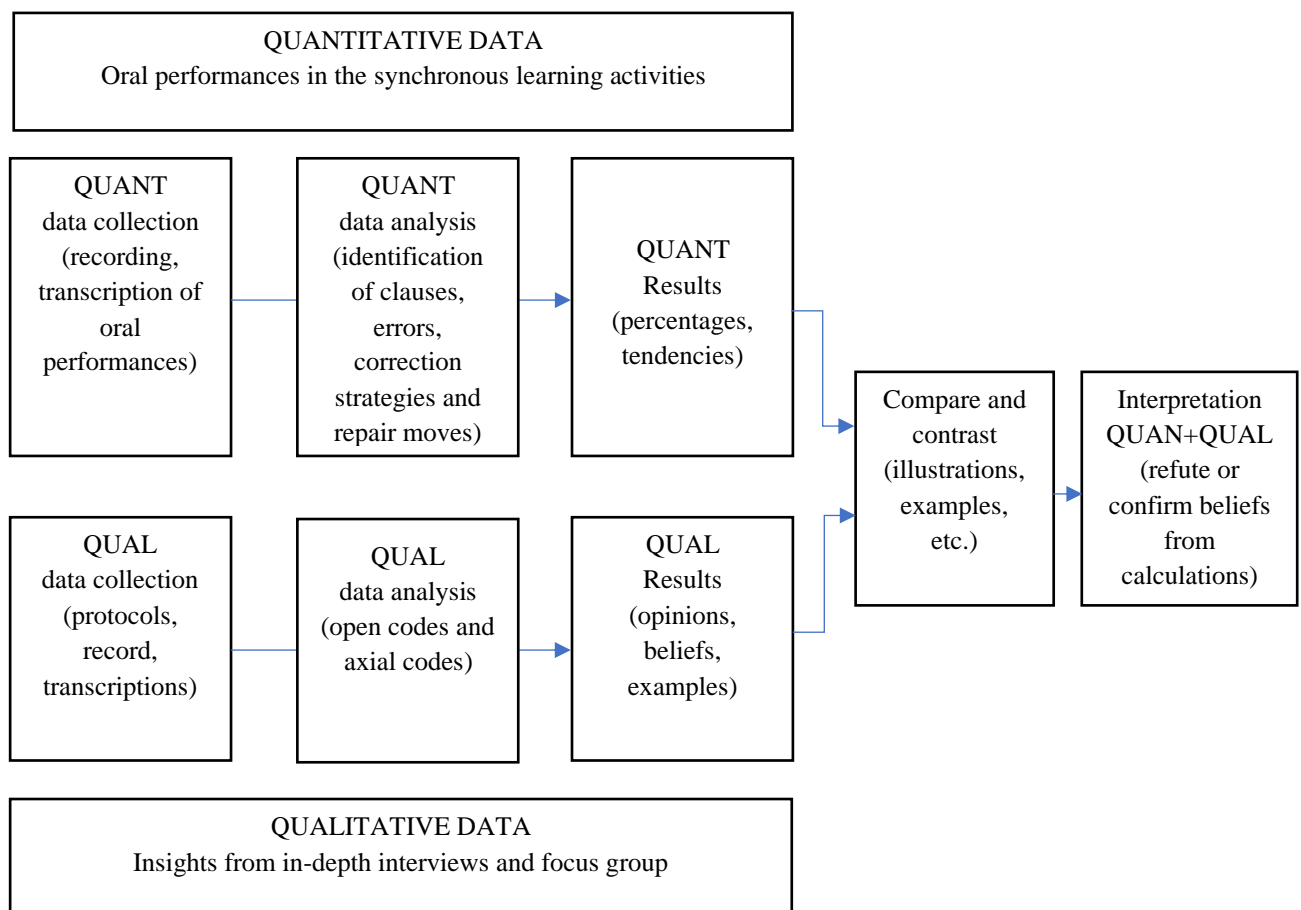 QUANTITATIVE DATA
Oral performances in the synchronous learning activities
QUANT
data collection
(recording,
transcription of
oral
performances)
QUANT
data analysis
(identification
of clauses,
errors,
correction
strategies and
repair moves)
QUANT
Results
(percentages,
tendencies)
Compare and
contrast
(illustrations,
examples,
etc.)
Interpretation
QUAN+QUAL
(refute or
confirm beliefs
from
calculations)
QUAL
data collection
(protocols,
record,
transcriptions)
QUAL
data analysis
(open codes and
axial codes)
QUAL
Results
(opinions,
beliefs,
examples)
QUALITATIVE DATA
Insights from in-depth interviews and focus group